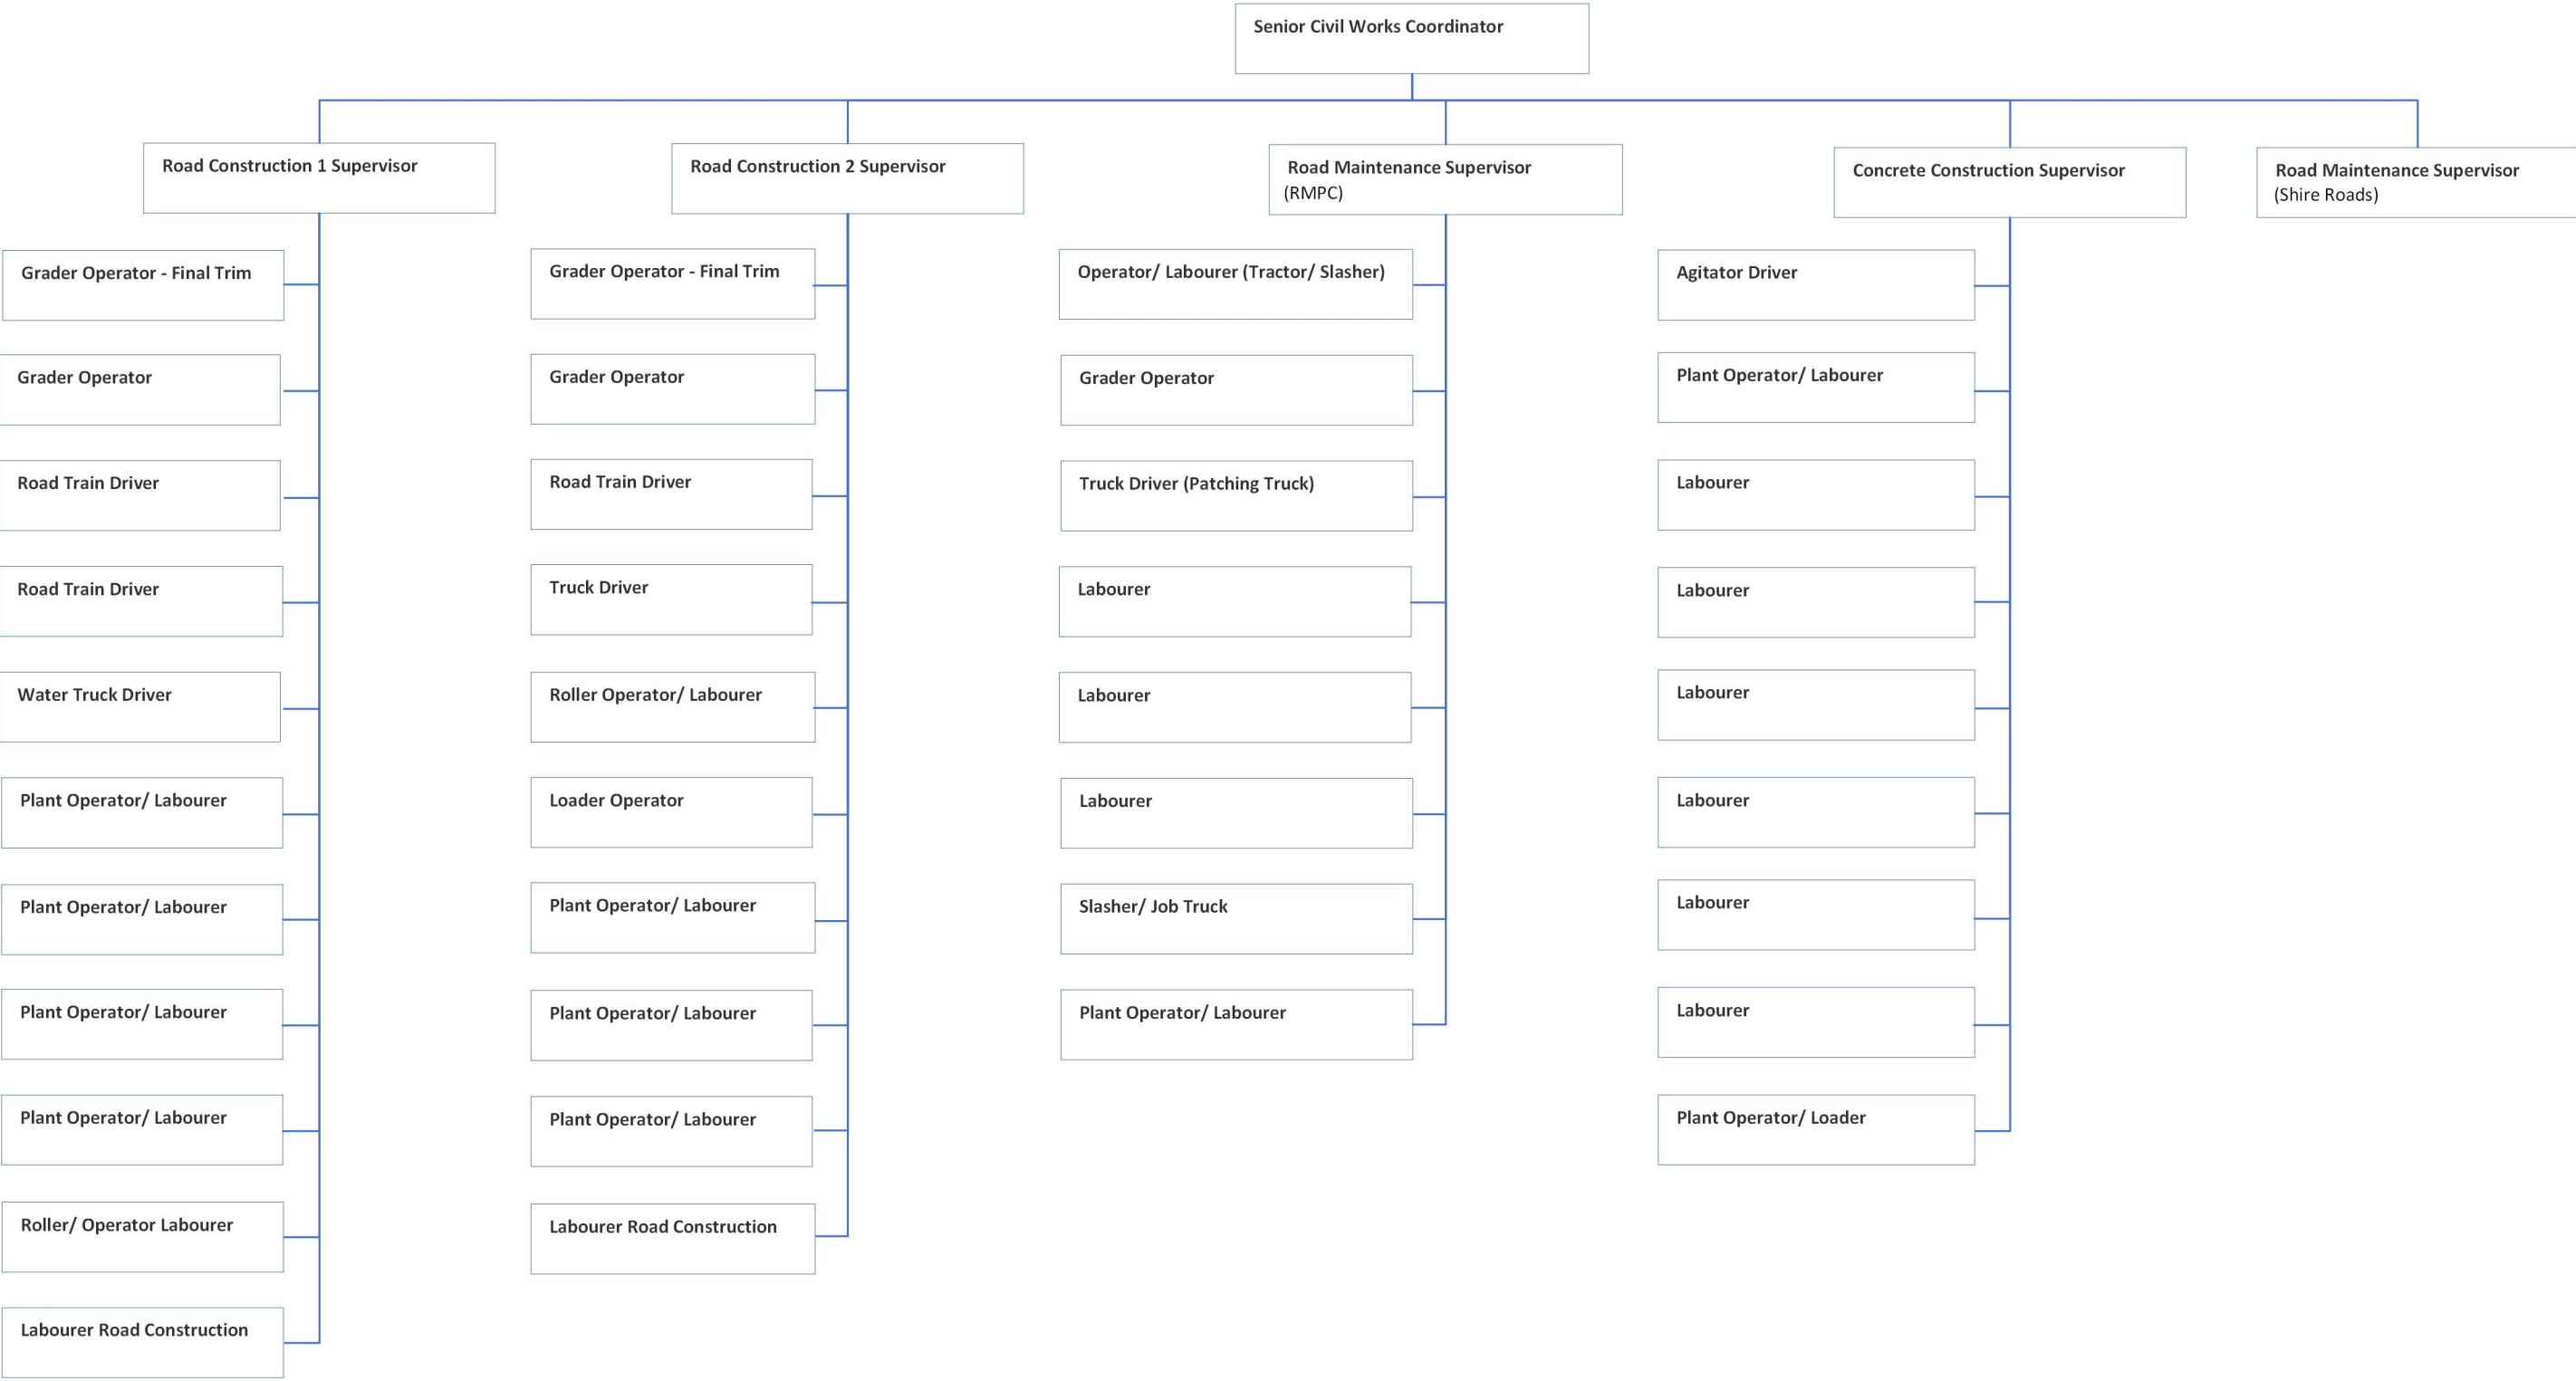 Senior Civil Works Coordinator
Road Construction 1 Supervisor
Road Construction 2 Supervisor
Road Maintenance Supervisor
(RMPC)
Concrete Construction Supervisor
Road Maintenance Supervisor
(Shire Roads)
Grader Operator - Final Trim
Grader Operator
Road Train Driver
Road Train Driver
Water Truck Driver
Plant Operator/ Labourer
Plant Operator/ Labourer
Plant Operator/ Labourer
Plant Operator/ Labourer
Roller/ Operator Labourer
Labourer Road Construction
Grader Operator - Final Trim
Grader Operator
Road Train Driver
Truck Driver
Roller Operator/ Labourer
Loader Operator
Plant Operator/ Labourer
Plant Operator/ Labourer
Plant Operator/ Labourer
Labourer Road Construction
Operator/ Labourer (Tractor/ Slasher)
Grader Operator
Truck Driver (Patching Truck)
Labourer
Labourer
Labourer
Slasher/ Job Truck
Plant Operator/ Labourer
Agitator Driver
Plant Operator/ Labourer
Labourer
Labourer
Labourer
Labourer
Labourer
Labourer
Plant Operator/ Loader